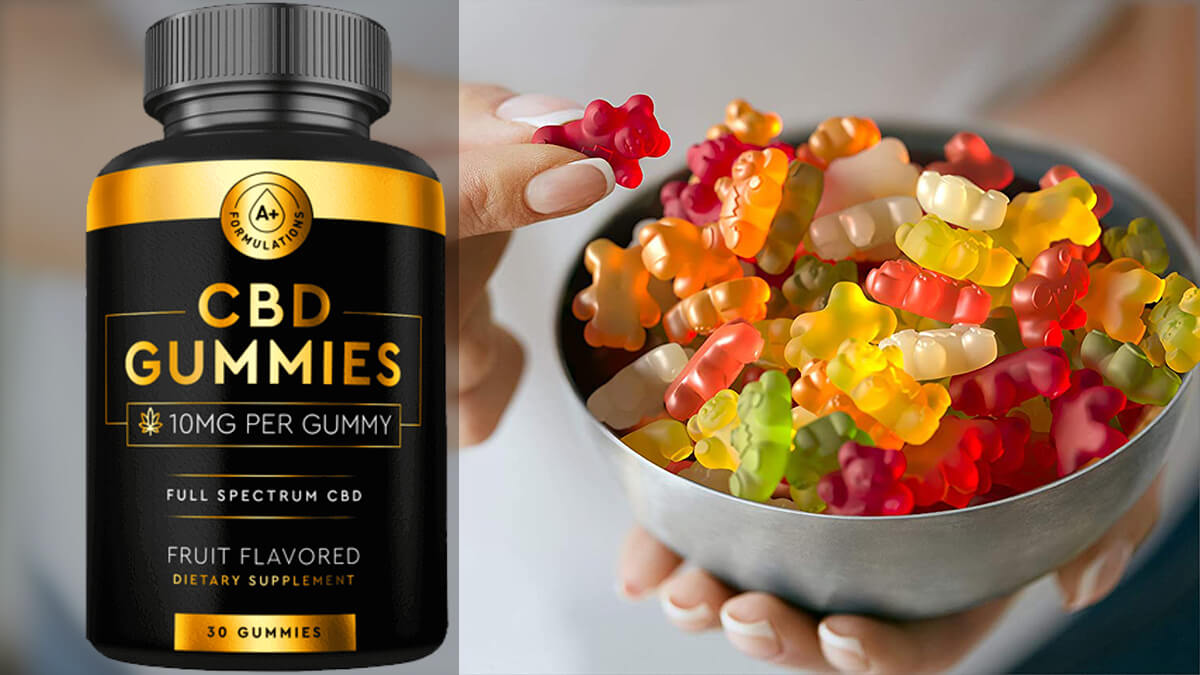 A+
FORMULATIONS
CBD
GUMMIES
10MG PER GUMMY
FULL SPECTRUM CBD
FRUIT FLAVORED
DIETARY SUPPLEMENT
30 GUMMIES